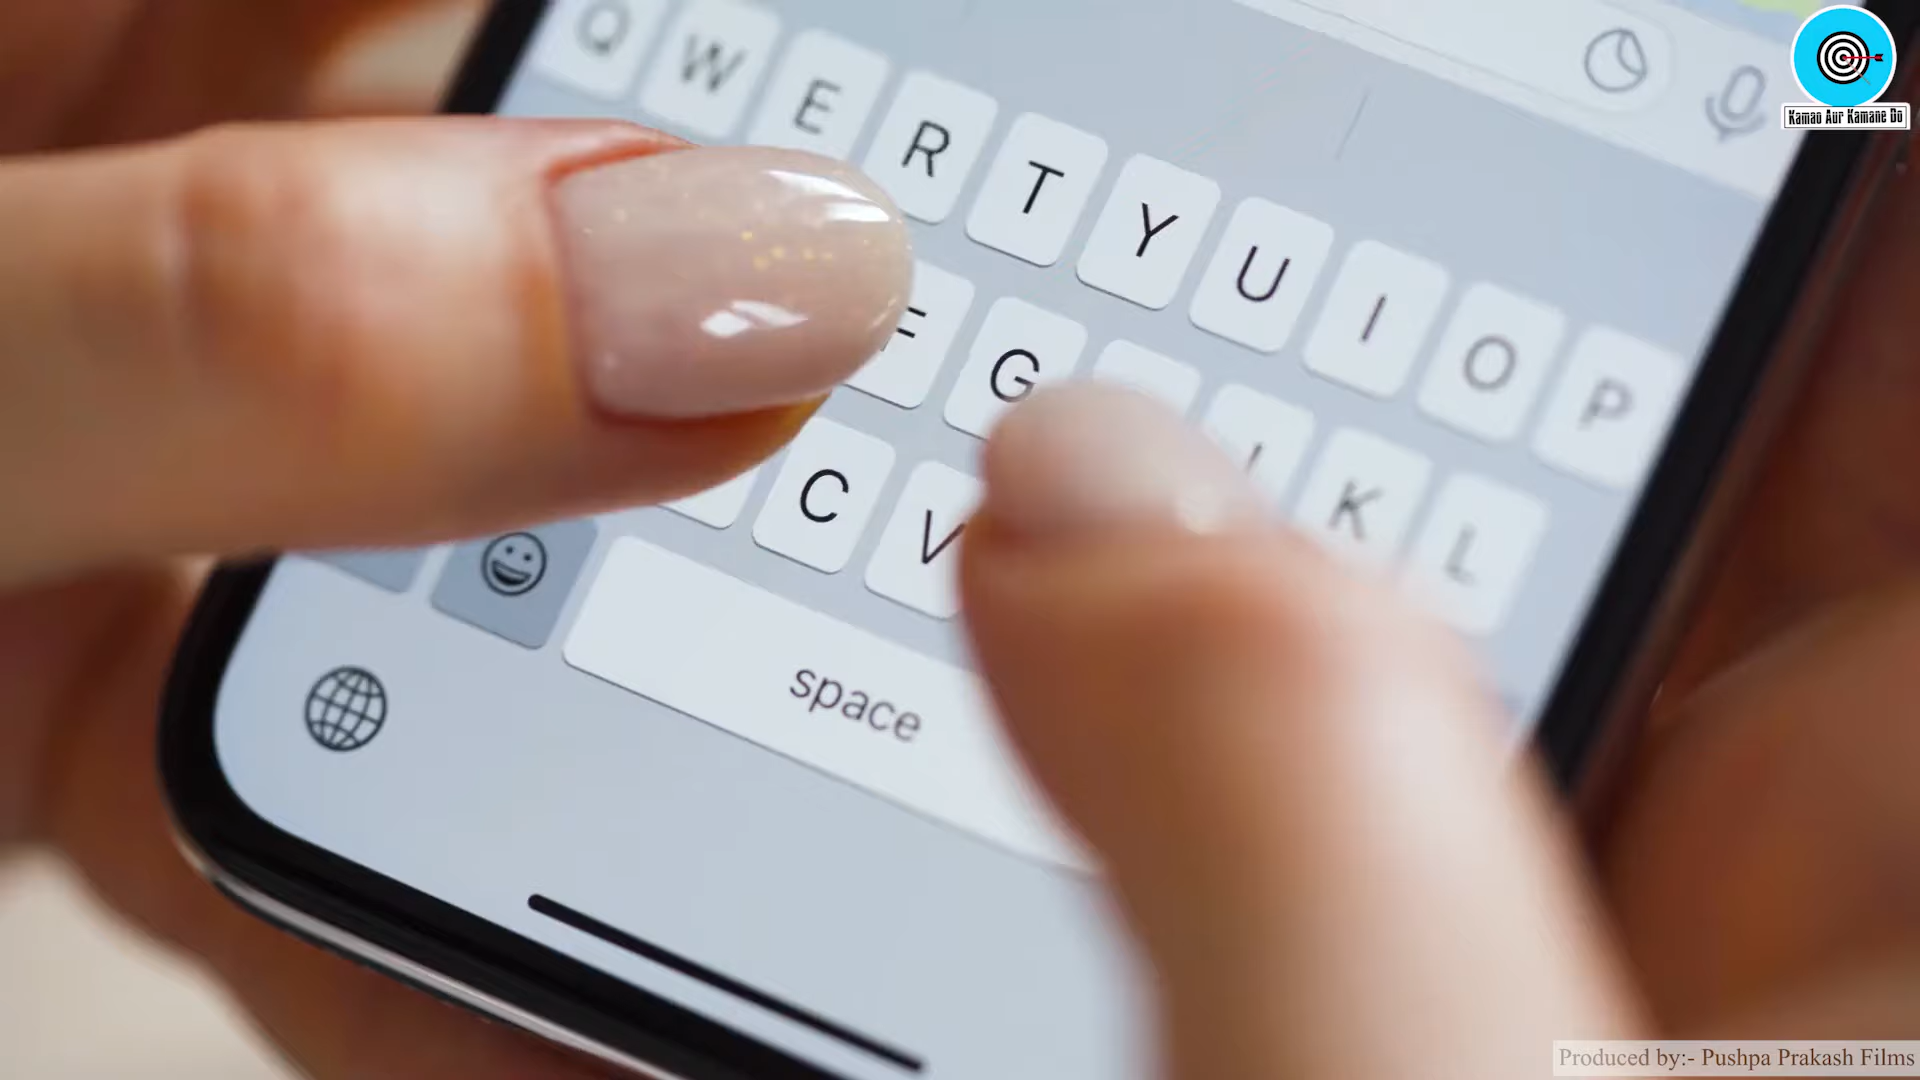 Kamao Aur Kamane Do
Q W E R T Y U I O P
F G J K L
C V
space
Produced by:- Pushpa Prakash Films